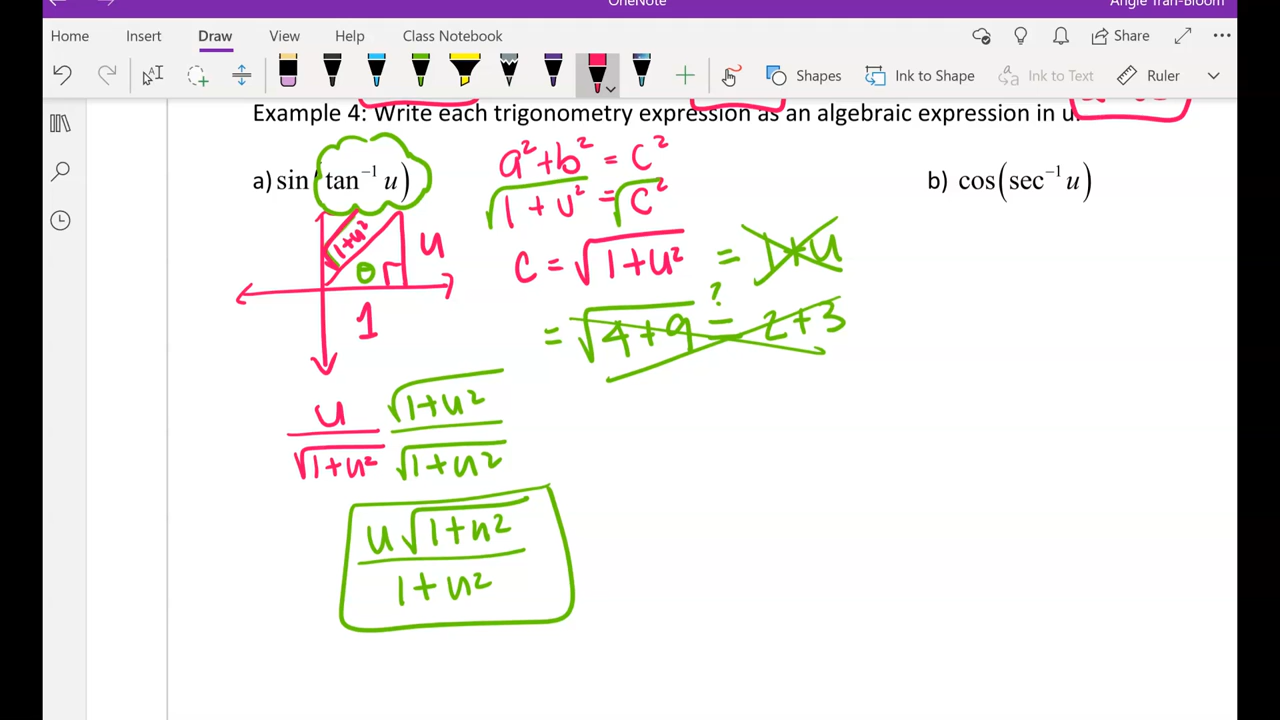 OneNote
Angie Tran-Bloom
Home Insert Draw View Help Class Notebook Share
Shapes Ink to Shape Ink to Text Ruler
Example 4: Write each trigonometry expression as an algebraic expression in u.
a) sin(tan⁻¹ u)
b) cos(sec⁻¹ u)
a² + b² = c²
√(1 + u²) = √(c²)
c = √(1+u²) = 1+u
= √(4+9) ?= 2+3
√(1+u²)
u
θ
1
u/√(1+u²) √(1+u²)/√(1+u²)
u√(1+u²)/(1+u²)